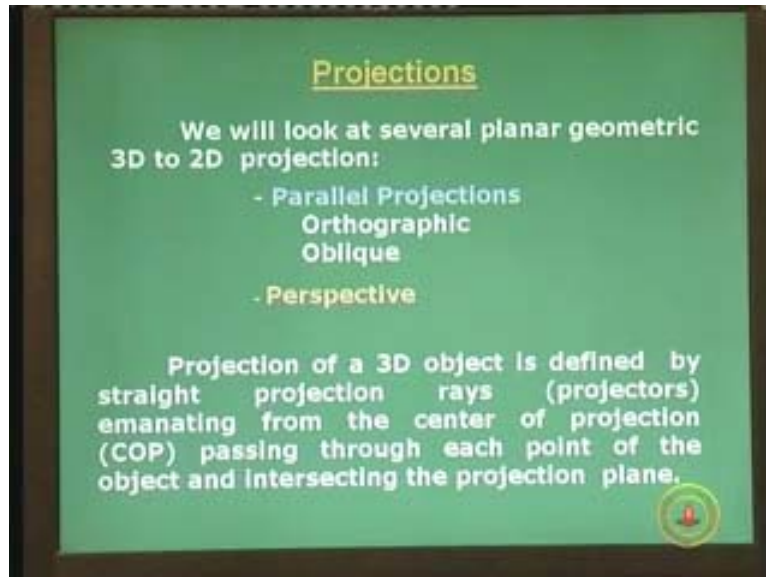 Projections
We will look at several planar geometric
3D to 2D projection:
- Parallel Projections
Orthographic
Oblique
- Perspective
Projection of a 3D object is defined by
straight projection rays (projectors)
emanating from the center of projection
(COP) passing through each point of the
object and intersecting the projection plane.